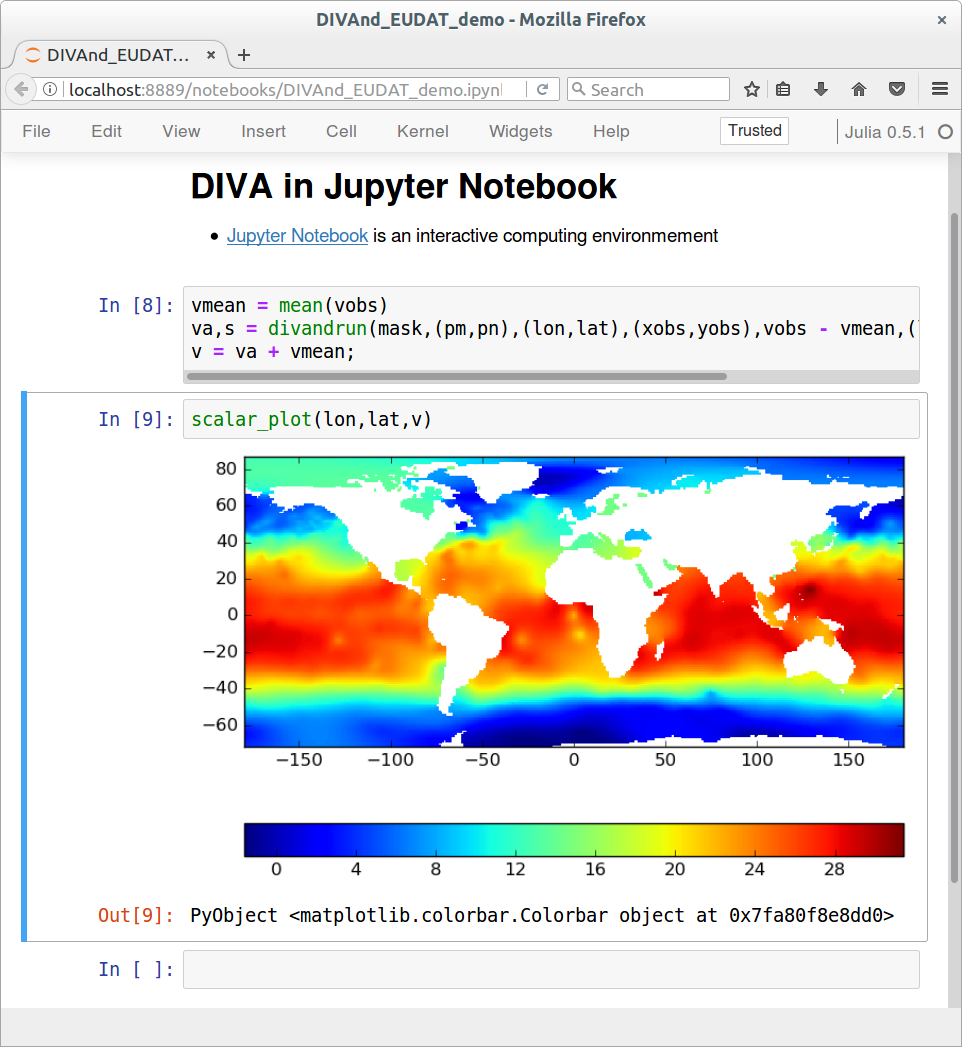 DIVAnd_EUDAT_demo - Mozilla Firefox
×
DIVAnd_EUDAT... × +
localhost:8889/notebooks/DIVAnd_EUDAT_demo.ipyn
Search
File Edit View Insert Cell Kernel Widgets Help Trusted Julia 0.5.1
DIVA in Jupyter Notebook
• Jupyter Notebook is an interactive computing environmement
In [8]: vmean = mean(vobs)
va,s = divandrun(mask,(pm,pn),(lon,lat),(xobs,yobs),vobs - vmean,(
v = va + vmean;
In [9]: scalar_plot(lon,lat,v)
80
60
40
20
0
−20
−40
−60
−150 −100 −50 0 50 100 150
0 4 8 12 16 20 24 28
Out[9]: PyObject <matplotlib.colorbar.Colorbar object at 0x7fa80f8e8dd0>
In [ ]: